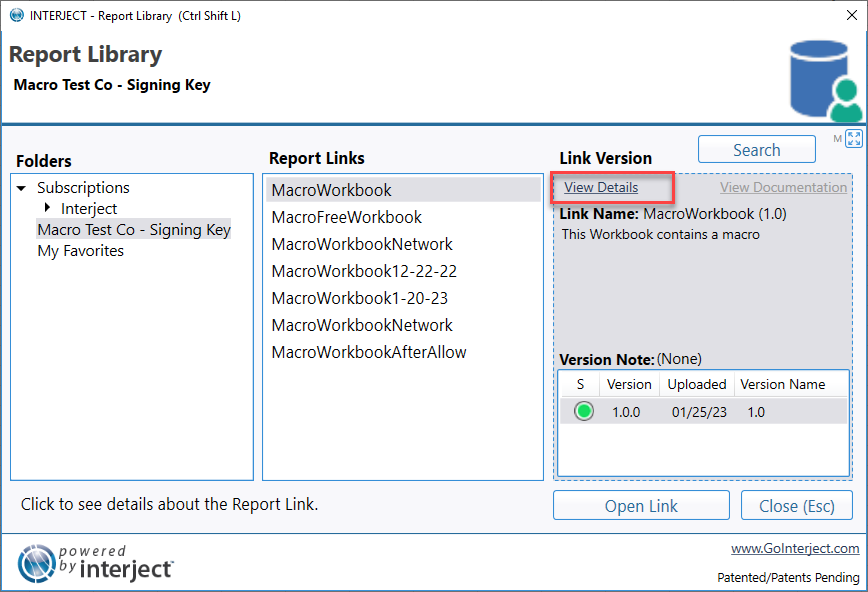 INTERJECT - Report Library  (Ctrl Shift L)
Report Library
Macro Test Co - Signing Key
M
Search
Folders
Subscriptions
Interject
Macro Test Co - Signing Key
My Favorites
Report Links
MacroWorkbook
MacroFreeWorkbook
MacroWorkbookNetwork
MacroWorkbook12-22-22
MacroWorkbook1-20-23
MacroWorkbookNetwork
MacroWorkbookAfterAllow
Link Version
View Details View Documentation
Link Name: MacroWorkbook (1.0)
This Workbook contains a macro
Version Note: (None)
S Version Uploaded Version Name
1.0.0 01/25/23 1.0
Click to see details about the Report Link.
Open Link Close (Esc)
powered
by interject™
www.GoInterject.com
Patented/Patents Pending